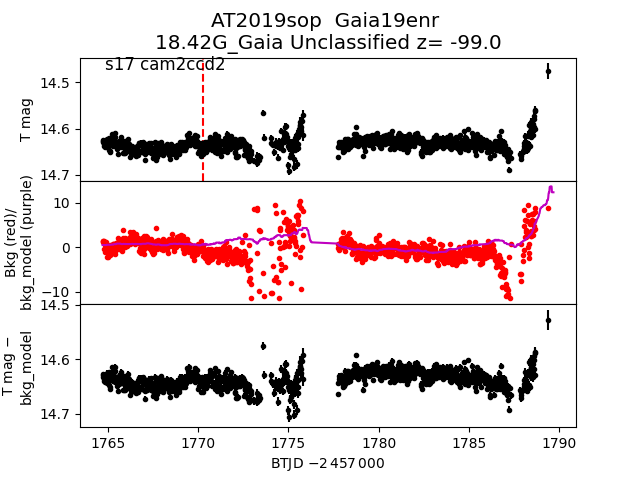 AT2019sop  Gaia19enr
18.42G_Gaia Unclassified z= -99.0
s17 cam2ccd2
14.5
14.6
14.7
T mag
10
0
−10
Bkg (red)/
bkg_model (purple)
14.5
14.6
14.7
T mag −
bkg_model
1765
1770
1775
1780
1785
1790
BTJD −2 457 000